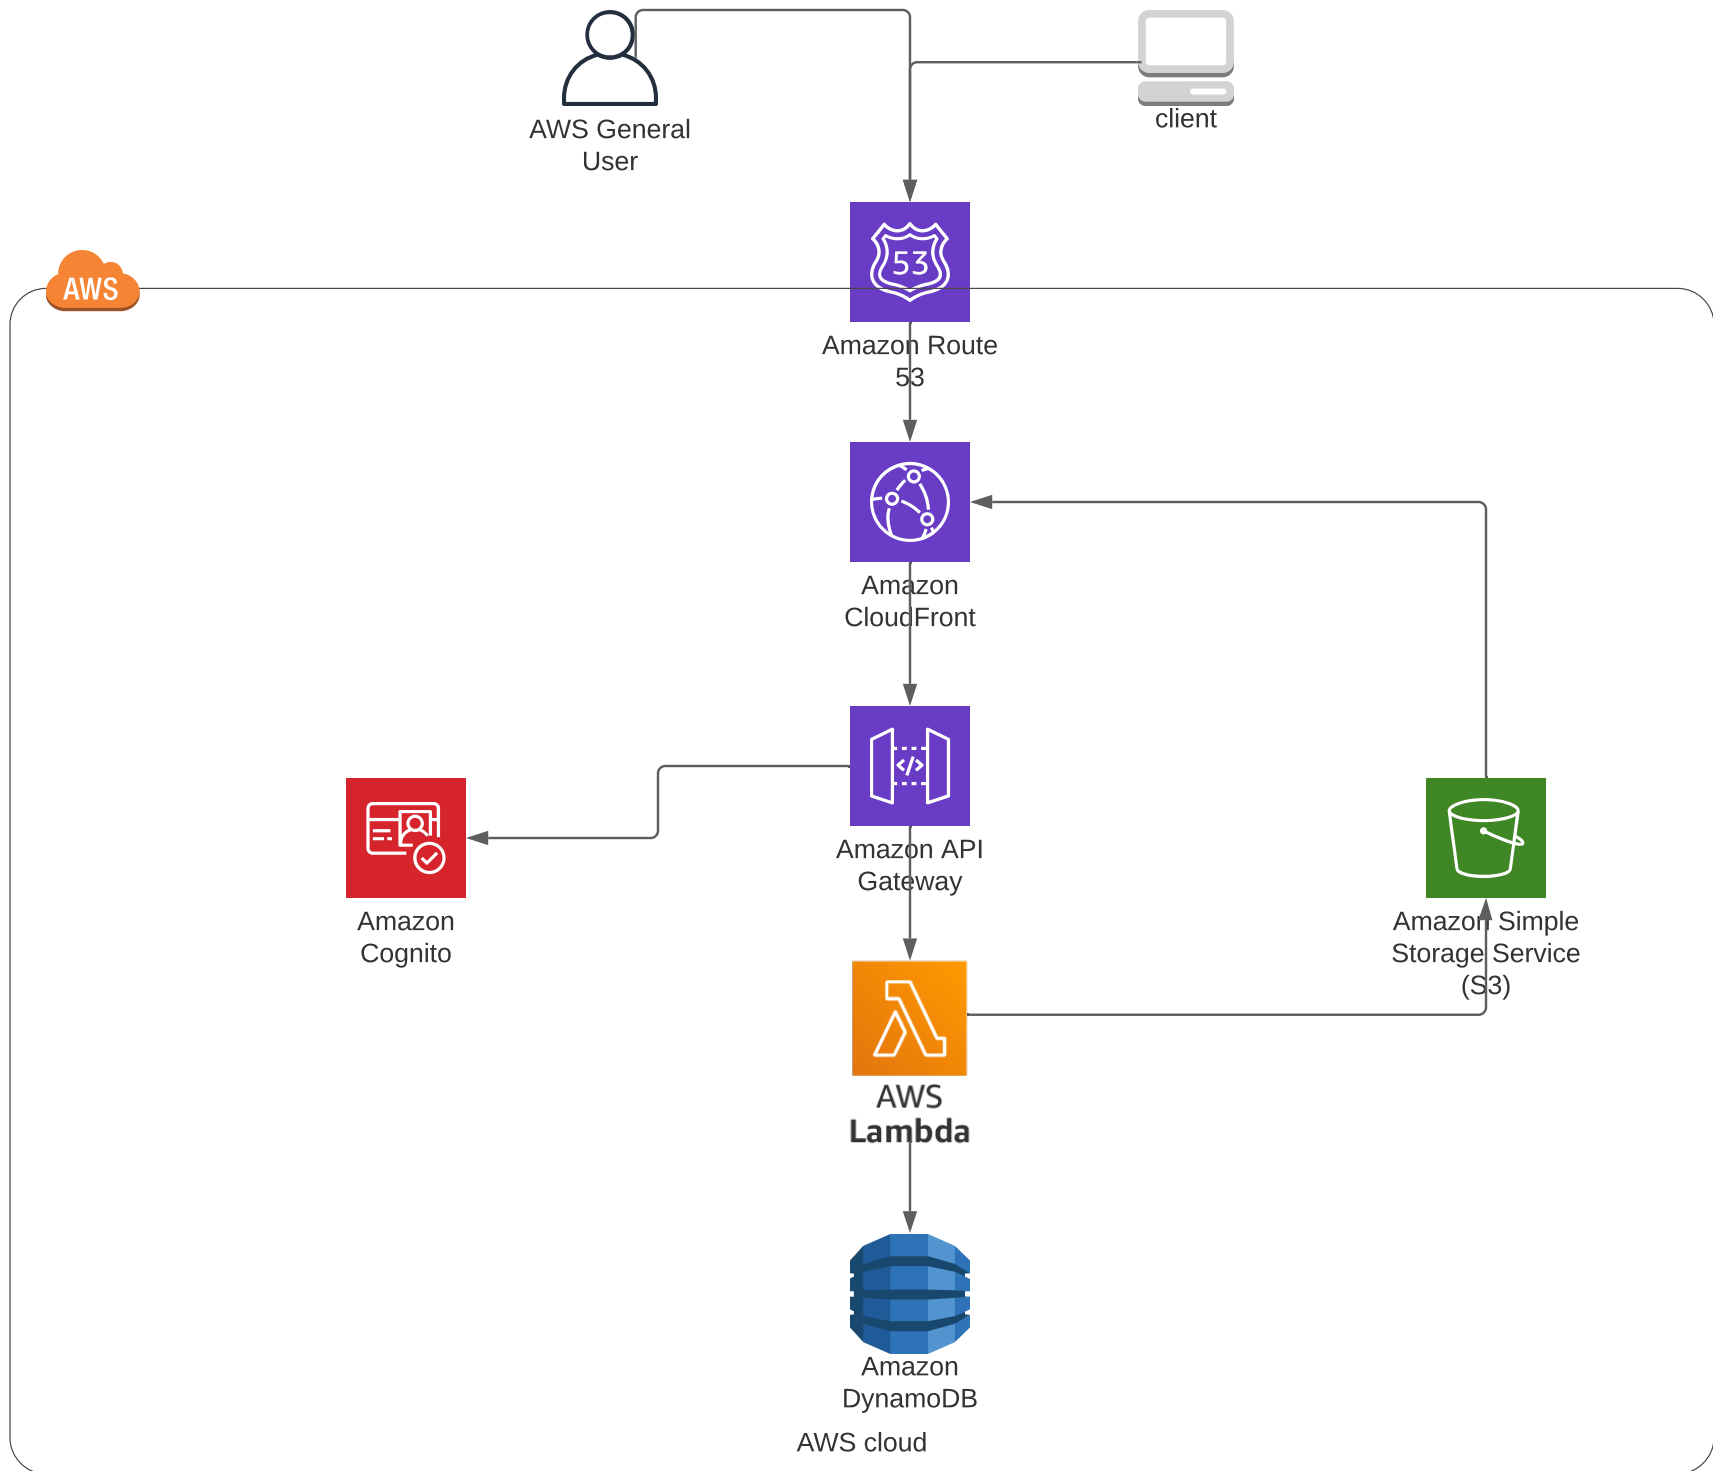 AWS General
User
client
53
AWS
Amazon Route
53
Amazon
CloudFront
Amazon API
Gateway
Amazon
Cognito
Amazon Simple
Storage Service
(S3)
AWS
Lambda
Amazon
DynamoDB
AWS cloud